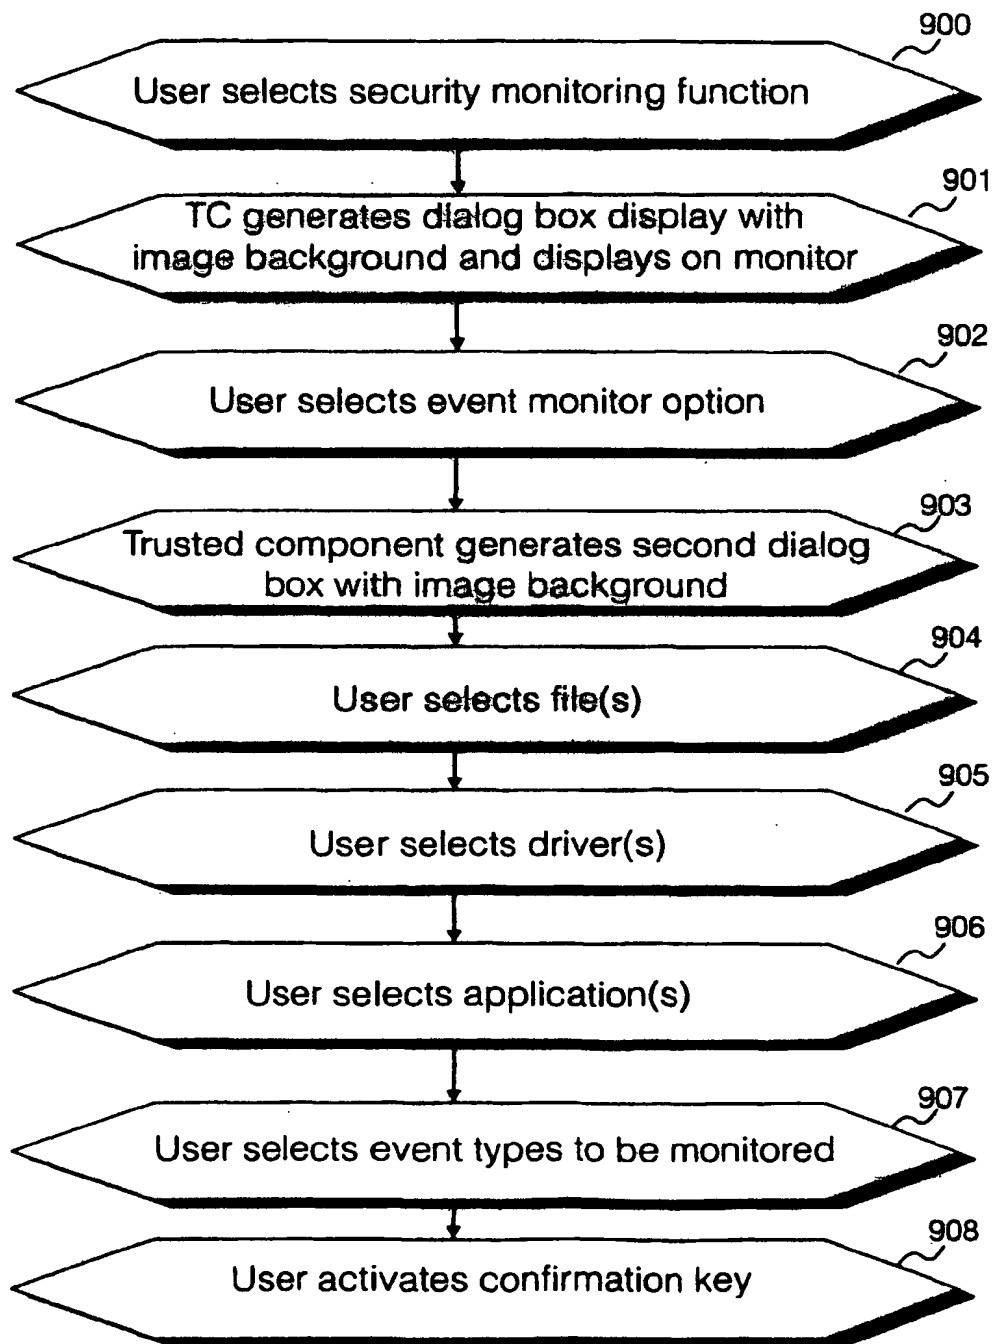 900
User selects security monitoring function
901
TC generates dialog box display with
image background and displays on monitor
902
User selects event monitor option
903
Trusted component generates second dialog
box with image background
904
User selects file(s)
905
User selects driver(s)
906
User selects application(s)
907
User selects event types to be monitored
908
User activates confirmation key